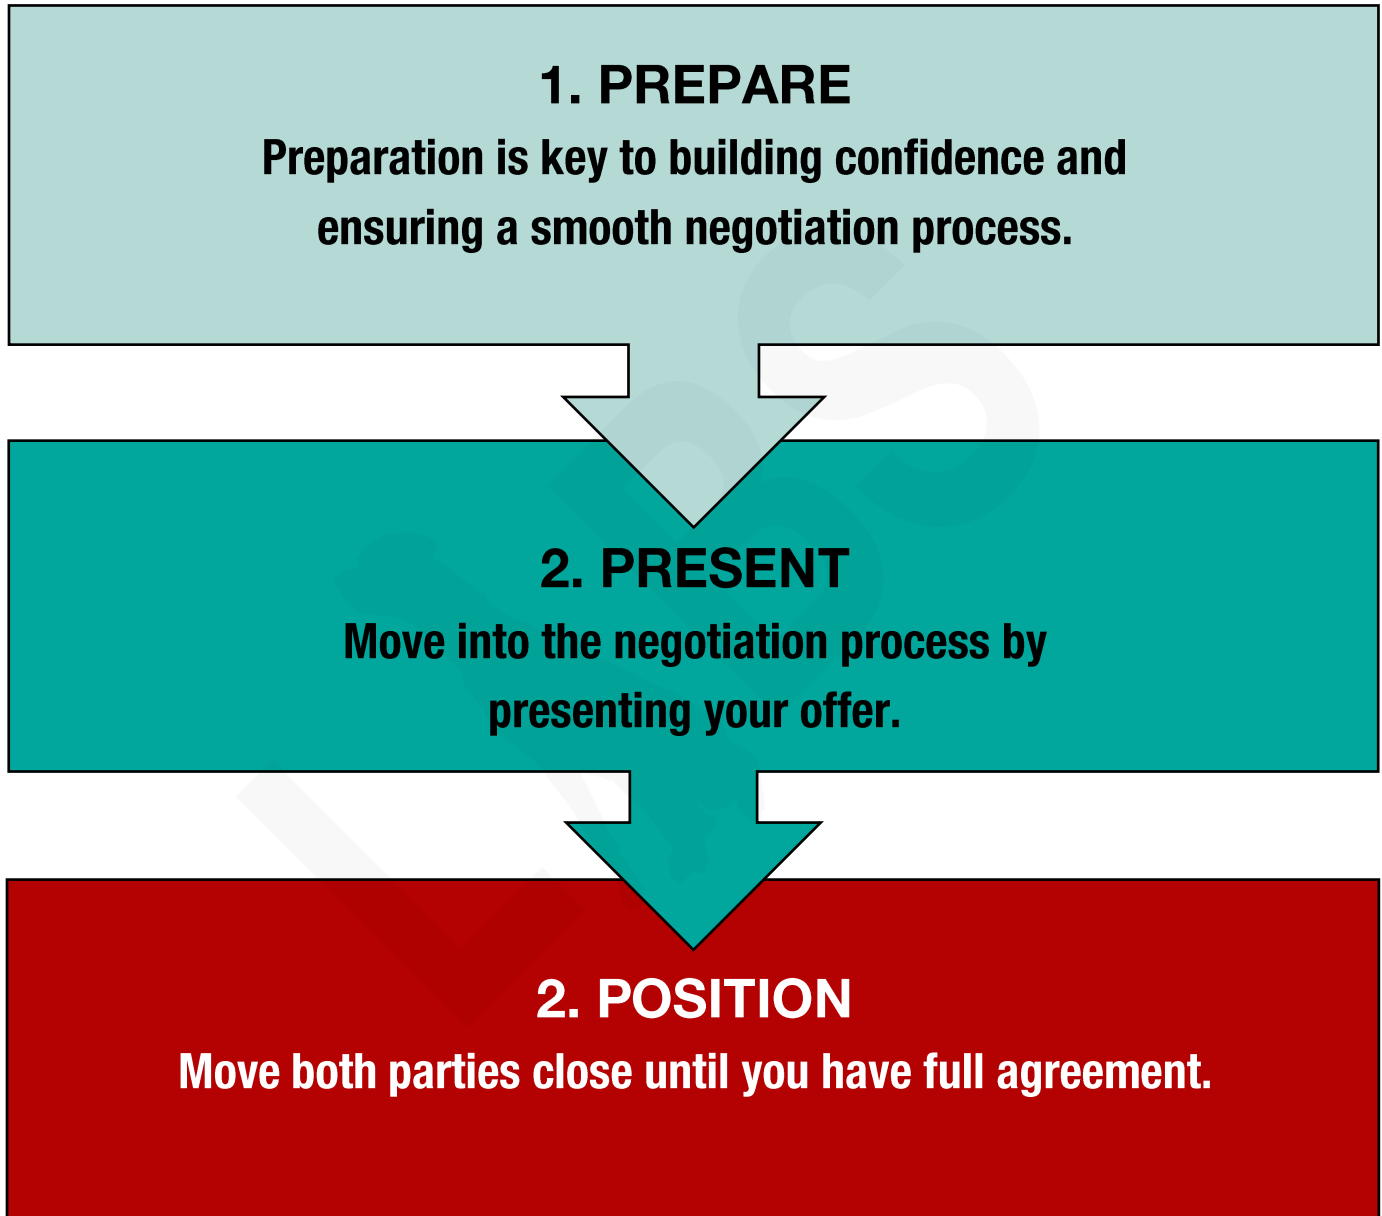 1. PREPARE
Preparation is key to building confidence and
ensuring a smooth negotiation process.
2. PRESENT
Move into the negotiation process by
presenting your offer.
2. POSITION
Move both parties close until you have full agreement.
LABS